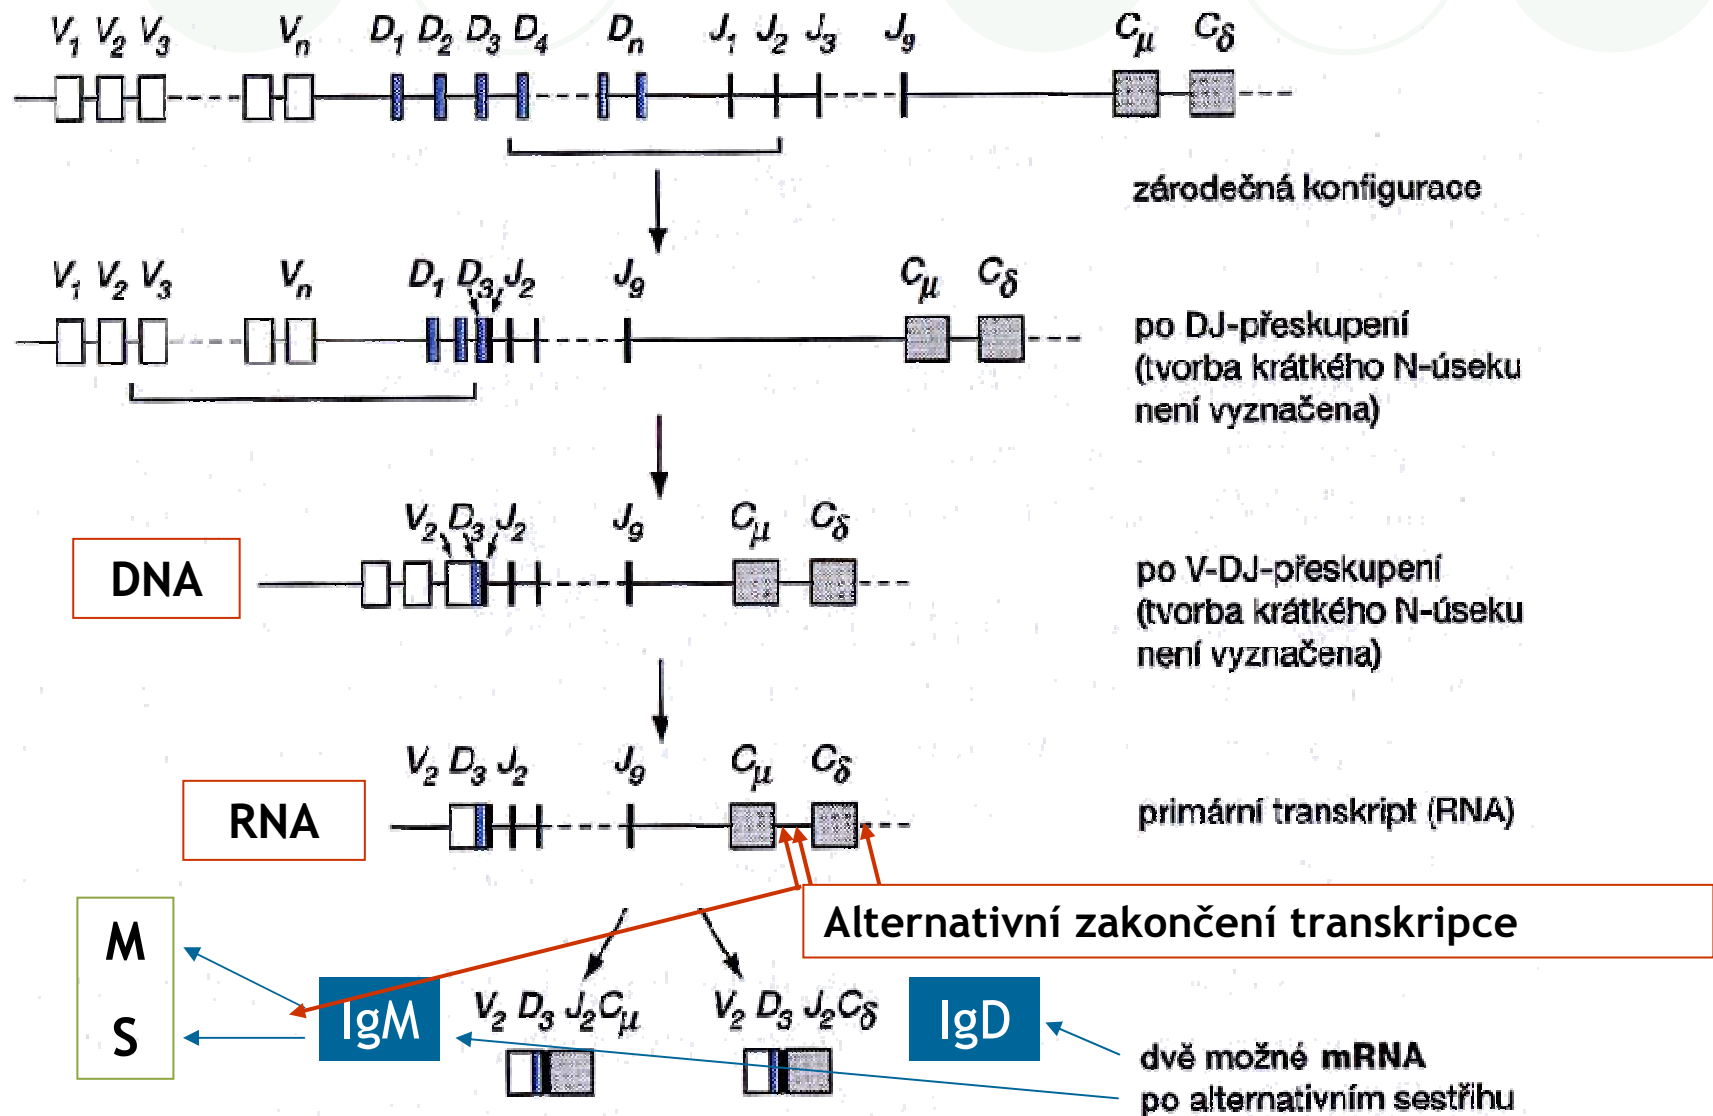 V1 V2 V3 Vn D1 D2 D3 D4 Dn J1 J2 J3 J9 Cμ Cδ
zárodečná konfigurace
V1 V2 V3 Vn D1 D3 J2 J9 Cμ Cδ
po DJ-přeskupení
(tvorba krátkého N-úseku
není vyznačena)
V2 D3 J2 J9 Cμ Cδ
DNA
po V-DJ-přeskupení
(tvorba krátkého N-úseku
není vyznačena)
V2 D3 J2 J9 Cμ Cδ
RNA
primární transkript (RNA)
Alternativní zakončení transkripce
M
S
IgM
V2 D3 J2Cμ
V2 D3 J2Cδ
IgD
dvě možné mRNA
po alternativním sestřihu